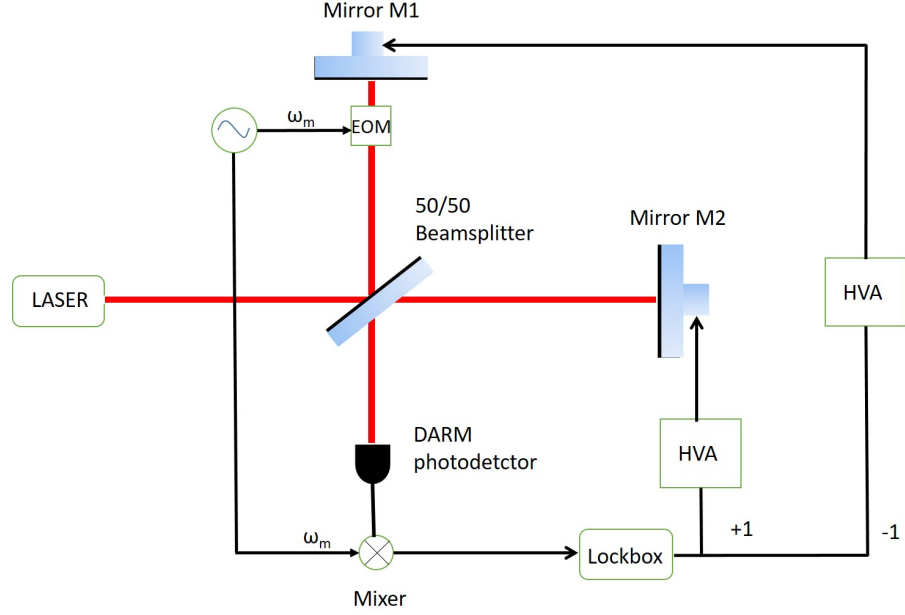 Mirror M1
ωm
EOM
50/50
Beamsplitter
Mirror M2
LASER
HVA
DARM
photodetctor
HVA
+1
-1
ωm
Lockbox
Mixer